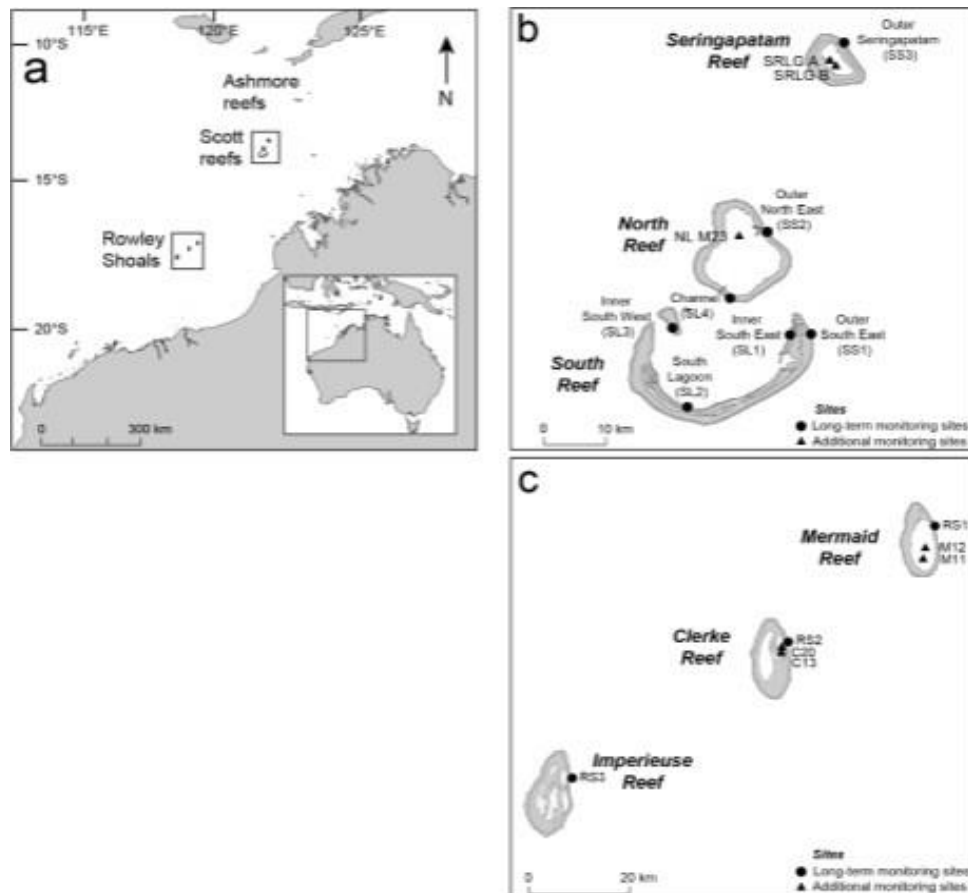 115°E
120°E
125°E
10°S
15°S
20°S
a
N
Ashmore
reefs
Scott
reefs
Rowley
Shoals
0
300 km
b
Seringapatam
Reef
Outer
Seringapatam
(SS3)
SRLG A
SRLG B
North
Reef
NL M23
Outer
North East
(SS2)
Inner
South West
(SL3)
Channel
(SL4)
Inner
South East
(SL1)
Outer
South East
(SS1)
South
Reef
South
Lagoon
(SL2)
Sites
Long-term monitoring sites
Additional monitoring sites
0
10 km
c
Mermaid
Reef
RS1
M12
M11
Clerke
Reef
RS2
C20
C13
Imperieuse
Reef
RS3
Sites
Long-term monitoring sites
Additional monitoring sites
0
20 km